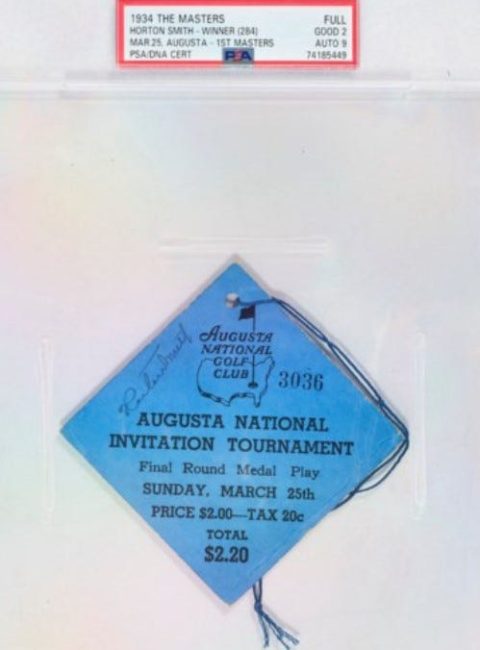 1934 THE MASTERS FULL
HORTON SMITH - WINNER (284) GOOD 2
MAR.25, AUGUSTA - 1ST MASTERS AUTO 9
PSA/DNA CERT PSA 74185449
AUGUSTA
NATIONAL
GOLF
CLUB
3036
AUGUSTA NATIONAL
INVITATION TOURNAMENT
Final Round Medal Play
SUNDAY, MARCH 25th
PRICE $2.00—TAX 20c
TOTAL
$2.20